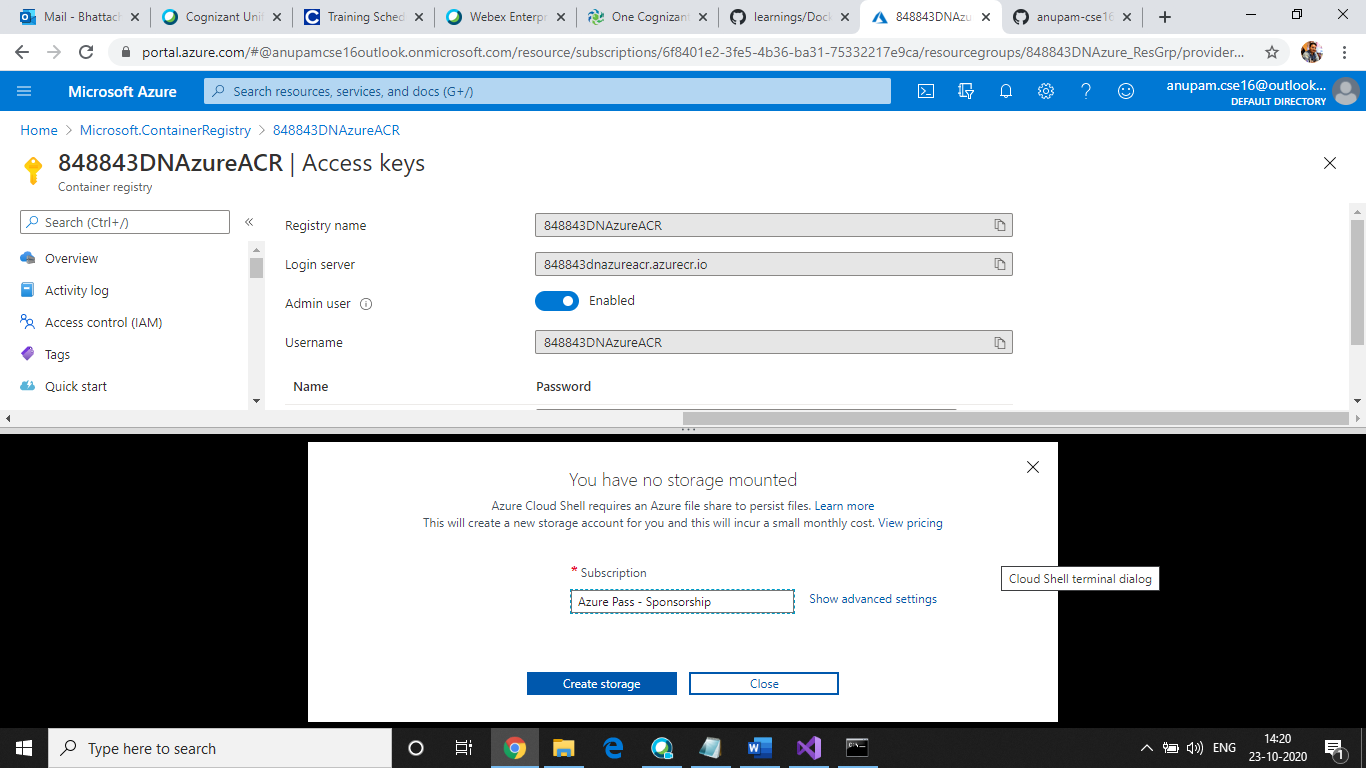 Mail - Bhattach
Cognizant Unit
Training Sched
Webex Enterpr
One Cognizant
learnings/Dock
848843DNAzu
anupam-cse16
portal.azure.com/#@anupamcse16outlook.onmicrosoft.com/resource/subscriptions/6f8401e2-3fe5-4b36-ba31-75332217e9ca/resourcegroups/848843DNAzure_ResGrp/provider...
Microsoft Azure
Search resources, services, and docs (G+/)
anupam.cse16@outlook...
DEFAULT DIRECTORY
Home > Microsoft.ContainerRegistry > 848843DNAzureACR
848843DNAzureACR | Access keys
Container registry
Search (Ctrl+/)
«
Overview
Activity log
Access control (IAM)
Tags
Quick start
Registry name
848843DNAzureACR
Login server
848843dnazureacr.azurecr.io
Admin user
Enabled
Username
848843DNAzureACR
Name
Password
You have no storage mounted
Azure Cloud Shell requires an Azure file share to persist files. Learn more
This will create a new storage account for you and this will incur a small monthly cost. View pricing
* Subscription
Azure Pass - Sponsorship
Show advanced settings
Cloud Shell terminal dialog
Create storage
Close
Type here to search
ENG
14:20
23-10-2020
1